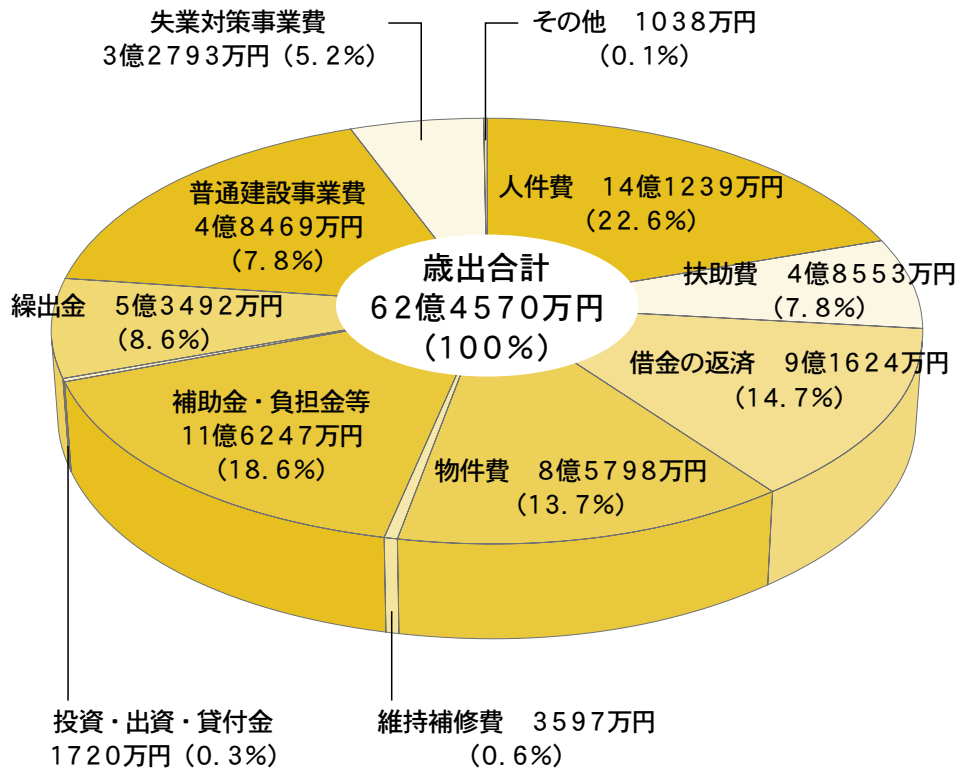 失業対策事業費
3億2793万円（5.2%）
その他　1038万円
（0.1%）
人件費　14億1239万円
（22.6%）
扶助費　4億8553万円
（7.8%）
借金の返済　9億1624万円
（14.7%）
物件費　8億5798万円
（13.7%）
維持補修費　3597万円
（0.6%）
補助金・負担金等
11億6247万円
（18.6%）
投資・出資・貸付金
1720万円（0.3%）
繰出金　5億3492万円
（8.6%）
普通建設事業費
4億8469万円
（7.8%）
歳出合計
62億4570万円
（100%）